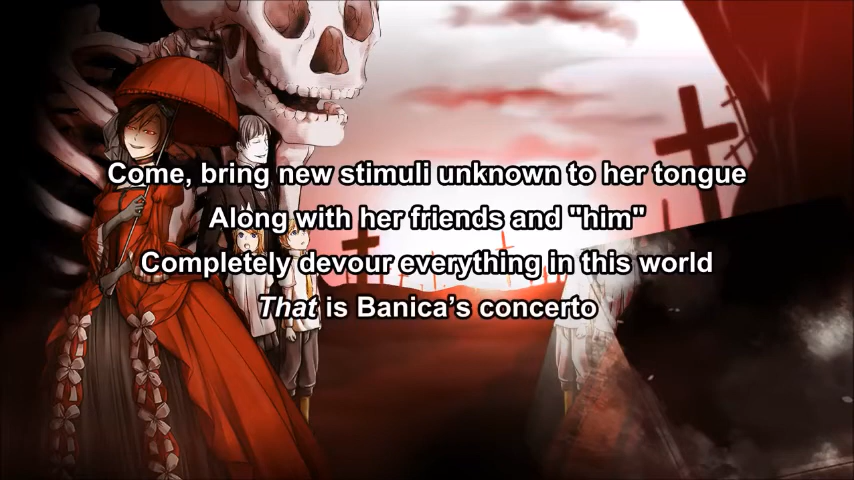 Come, bring new stimuli unknown to her tongue
Along with her friends and "him"
Completely devour everything in this world
That is Banica’s concerto